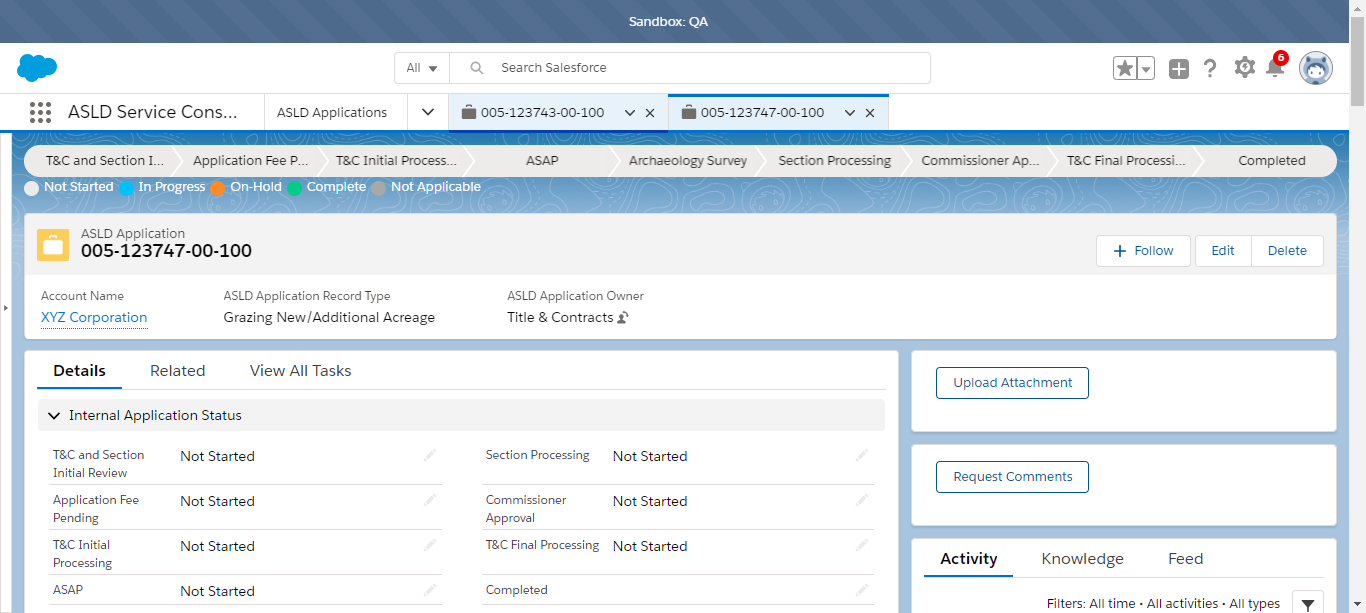 Sandbox: QA
All Search Salesforce 6
ASLD Service Cons... ASLD Applications 005-123743-00-100 005-123747-00-100
T&C and Section I... Application Fee P... T&C Initial Process... ASAP Archaeology Survey Section Processing Commissioner Ap... T&C Final Processi... Completed
Not Started In Progress On-Hold Complete Not Applicable
ASLD Application
005-123747-00-100
Follow Edit Delete
Account Name ASLD Application Record Type ASLD Application Owner
XYZ Corporation Grazing New/Additional Acreage Title & Contracts
Details Related View All Tasks
Upload Attachment
Internal Application Status
T&C and Section Initial Review Not Started Section Processing Not Started
Request Comments
Application Fee Pending Not Started Commissioner Approval Not Started
T&C Initial Processing Not Started T&C Final Processing Not Started
Activity Knowledge Feed
ASAP Not Started Completed
Filters: All time • All activities • All types